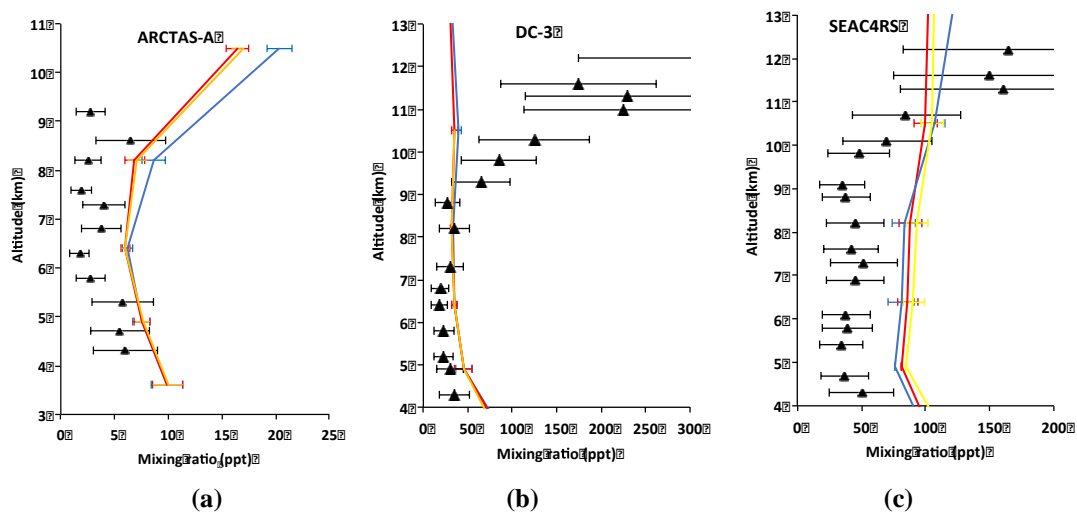 ARCTAS-A
11
10
9
8
7
6
5
4
3
Altitude (km)
0 5 10 15 20 25
Mixing ratio (ppt)
(a)
DC-3
13
12
11
10
9
8
7
6
5
4
Altitude (km)
0 50 100 150 200 250 300
Mixing ratio (ppt)
(b)
SEAC4RS
13
12
11
10
9
8
7
6
5
4
Altitude (km)
0 50 100 150 200
Mixing ratio (ppt)
(c)